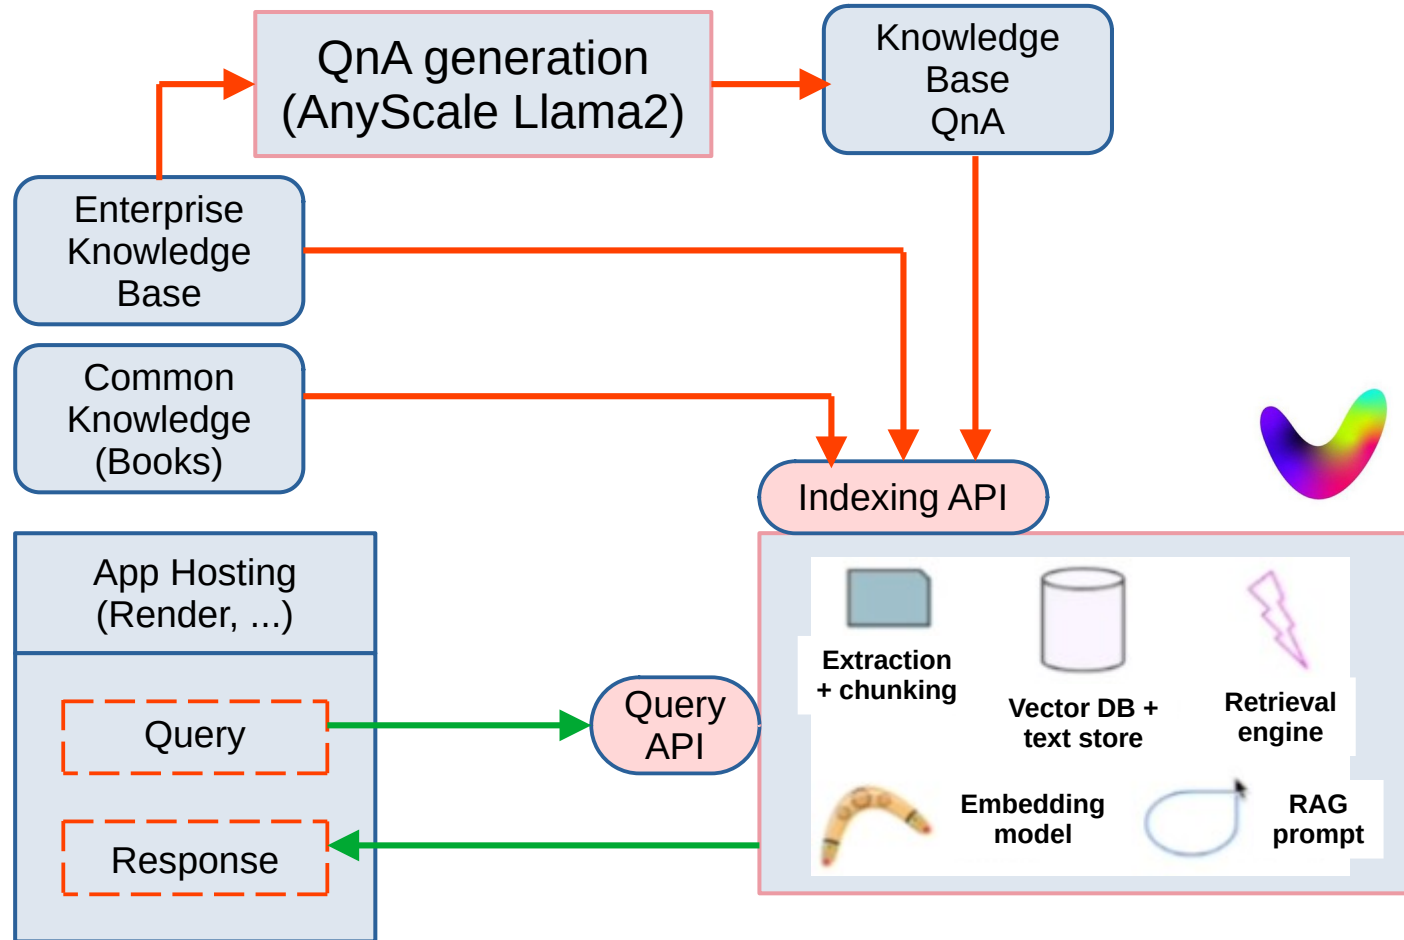 QnA generation
(AnyScale Llama2)
Knowledge
Base
QnA
Enterprise
Knowledge
Base
Common
Knowledge
(Books)
Indexing API
App Hosting
(Render, ...)
Query
Response
Query
API
Extraction
+ chunking
Vector DB +
text store
Retrieval
engine
Embedding
model
RAG
prompt